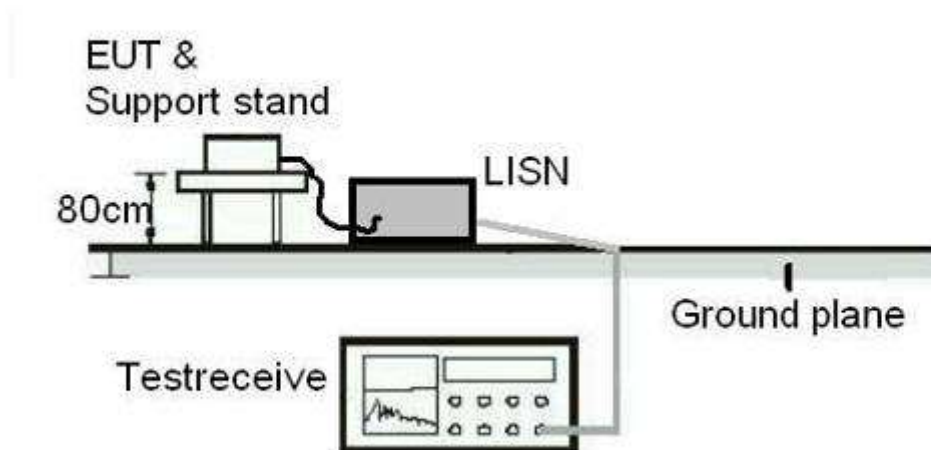 EUT &
Support stand
LISN
80cm
Ground plane
Testreceive